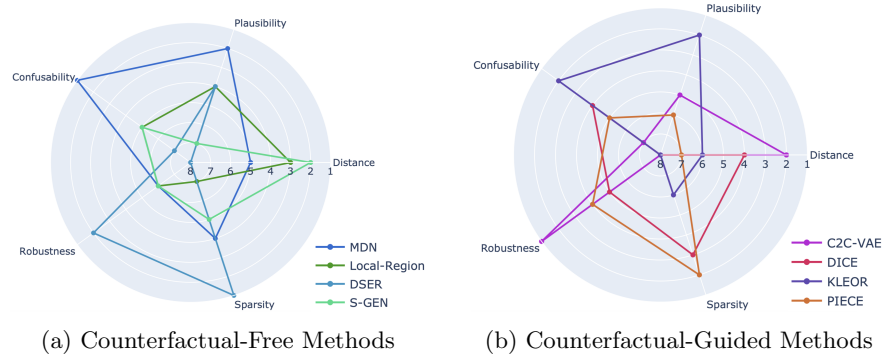 Plausibility
Confusability
Distance
8 7 6 5 4 3 2 1
Robustness
Sparsity
MDN
Local-Region
DSER
S-GEN
(a) Counterfactual-Free Methods
Plausibility
Confusability
Distance
8 7 6 5 4 3 2 1
Robustness
Sparsity
C2C-VAE
DICE
KLEOR
PIECE
(b) Counterfactual-Guided Methods